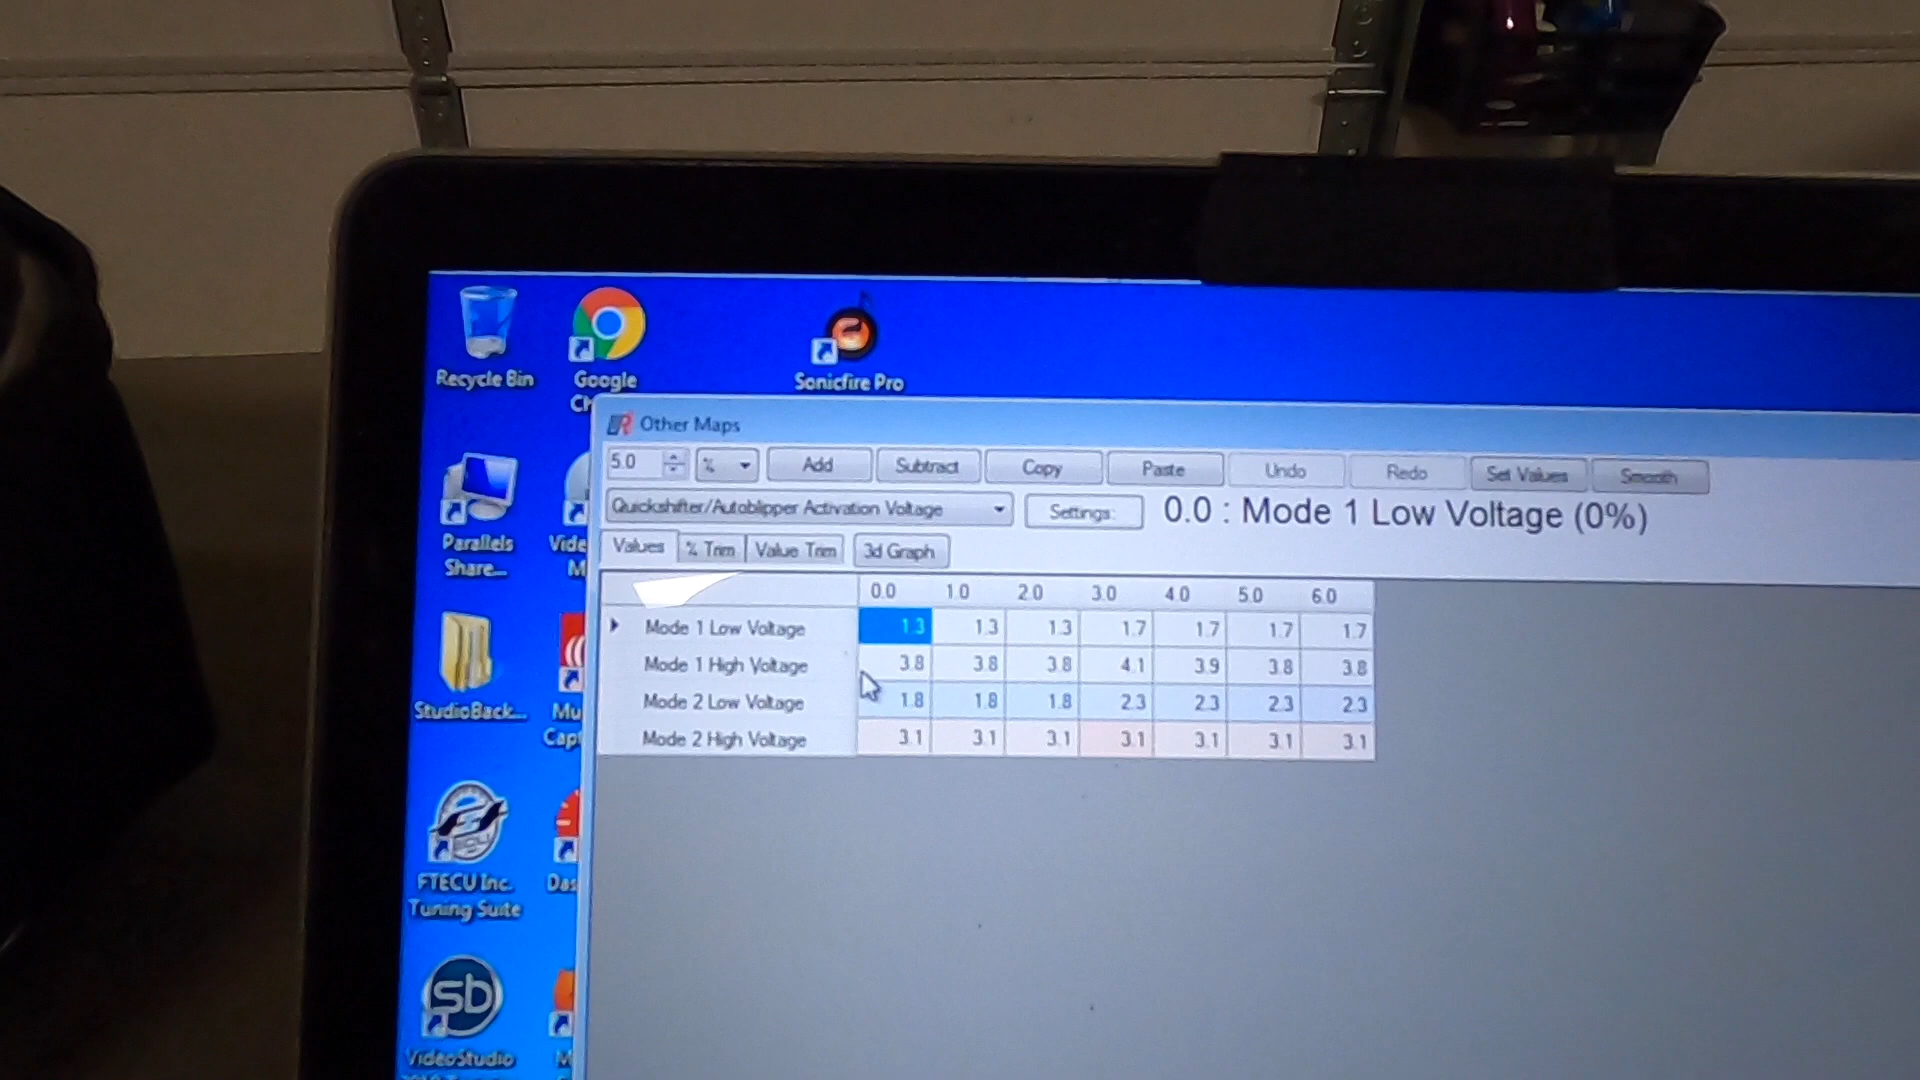 Recycle Bin
Google
Sonicfire Pro
Other Maps
5.0 % Add Subtract Copy Paste Undo Redo Set Values Smooth
Quickshifter/Autoblipper Activation Voltage Settings: 0.0 : Mode 1 Low Voltage (0%)
Values % Trim Value Trim 3d Graph
0.0 1.0 2.0 3.0 4.0 5.0 6.0
Mode 1 Low Voltage 1.3 1.3 1.3 1.7 1.7 1.7 1.7
Mode 1 High Voltage 3.8 3.8 3.8 4.1 3.9 3.8 3.8
Mode 2 Low Voltage 1.8 1.8 1.8 2.3 2.3 2.3 2.3
Mode 2 High Voltage 3.1 3.1 3.1 3.1 3.1 3.1 3.1
Parallels
Share...
Vide
M
StudioBack...
Mu
Capt
FTECU Inc.
Tuning Suite
Das
sb
VideoStudio
M